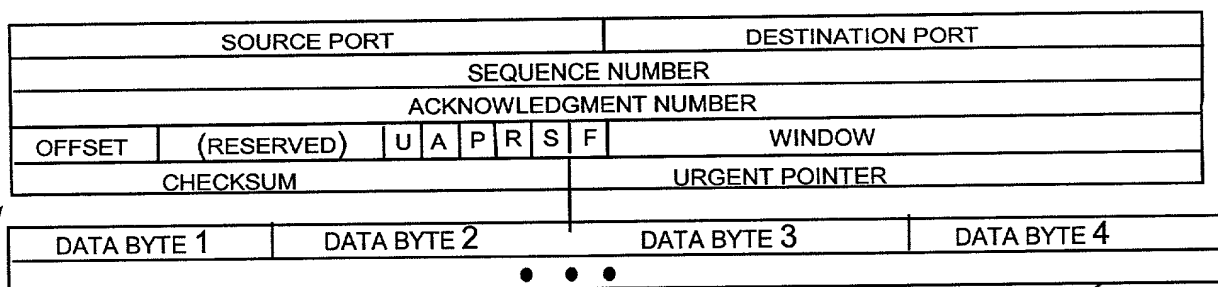 SOURCE PORT DESTINATION PORT
SEQUENCE NUMBER
ACKNOWLEDGMENT NUMBER
OFFSET (RESERVED) U A P R S F WINDOW
CHECKSUM URGENT POINTER
DATA BYTE 1 DATA BYTE 2 DATA BYTE 3 DATA BYTE 4
• • •